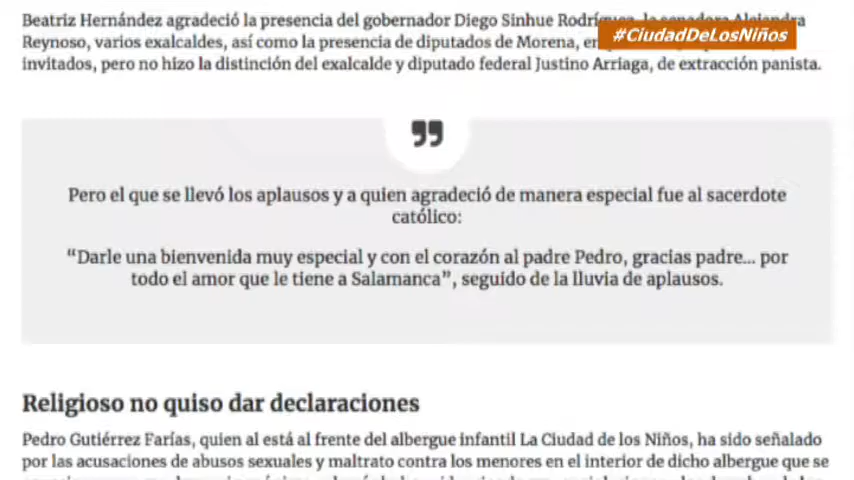 Beatriz Hernández agradeció la presencia del gobernador Diego Sinhue
Reynoso, varios exalcaldes, así como la presencia de diputados de Morena,
#CiudadDeLosNiños
invitados, pero no hizo la distinción del exalcalde y diputado federal Justino Arriaga, de extracción panista.
”
Pero el que se llevó los aplausos y a quien agradeció de manera especial fue al sacerdote
católico:
“Darle una bienvenida muy especial y con el corazón al padre Pedro, gracias padre... por
todo el amor que le tiene a Salamanca”, seguido de la lluvia de aplausos.
Religioso no quiso dar declaraciones
Pedro Gutiérrez Farías, quien al está al frente del albergue infantil La Ciudad de los Niños, ha sido señalado
por las acusaciones de abusos sexuales y maltrato contra los menores en el interior de dicho albergue que se